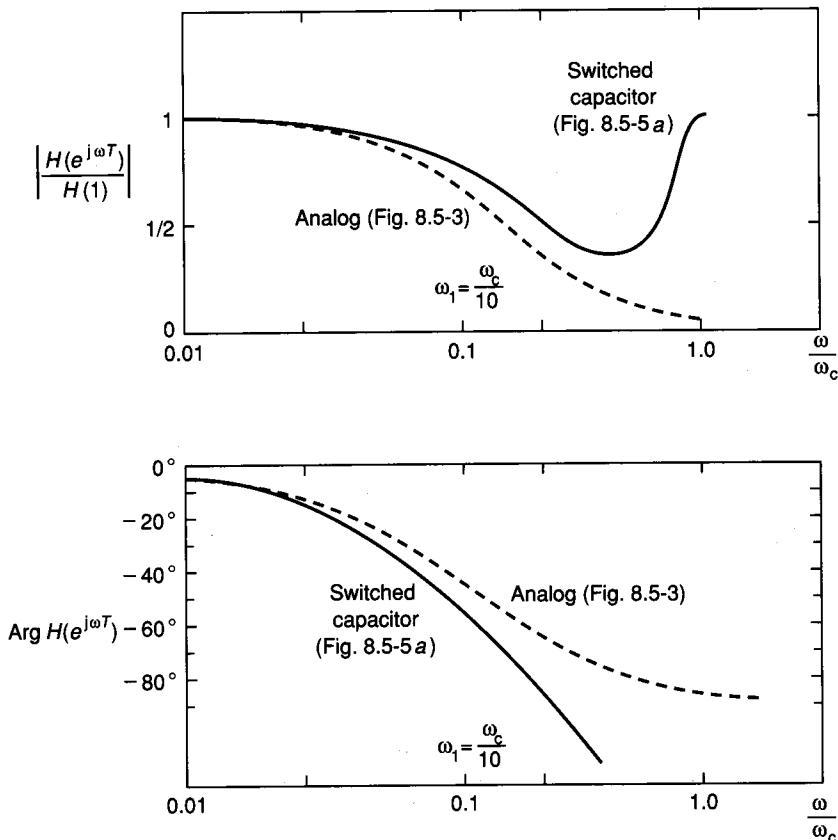 Switched
capacitor
(Fig. 8.5-5a)
1
|H(e^jωT)/H(1)|
Analog (Fig. 8.5-3)
1/2
ω₁=ω_c/10
0
0.01
0.1
1.0
ω/ω_c
0°
−20°
−40°
Analog (Fig. 8.5-3)
Switched
capacitor
(Fig. 8.5-5a)
Arg H(e^jωT)
−60°
−80°
ω₁=ω_c/10
0.01
0.1
1.0
ω/ω_c